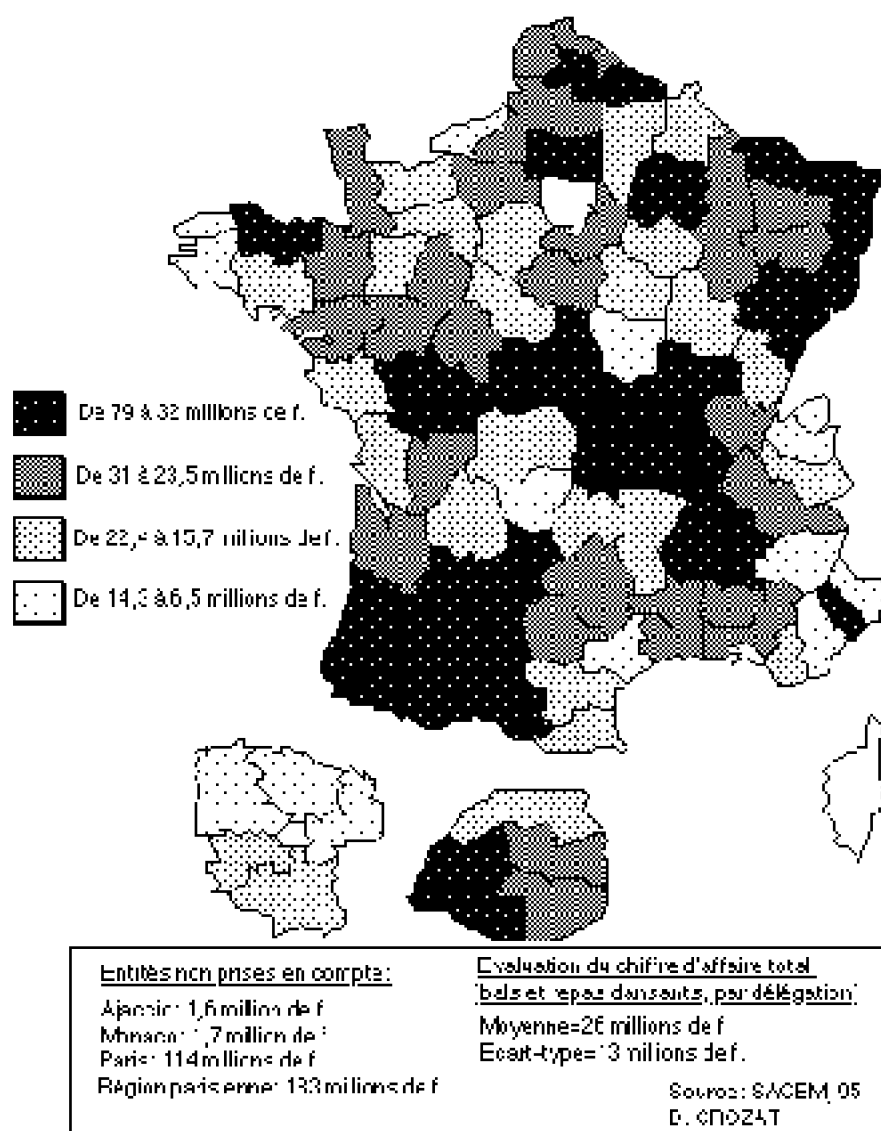 De 79 à 32 millions de f.
De 31 à 23,5 millions de f.
De 22,4 à 15,7 millions de f.
De 14,3 à 6,5 millions de f.
Entités non prises en compte:
Ajaccio: 1,6 million de f
Monaco: 1,7 million de f
Paris: 114 millions de f
Région parisienne: 133 millions de f
Evaluation du chiffre d'affaire total
(bals et repas dansants, par délégation)
Moyenne=26 millions de f
Ecart-type=13 millions de f.
Source: SACEM, 95
D. CROZAT